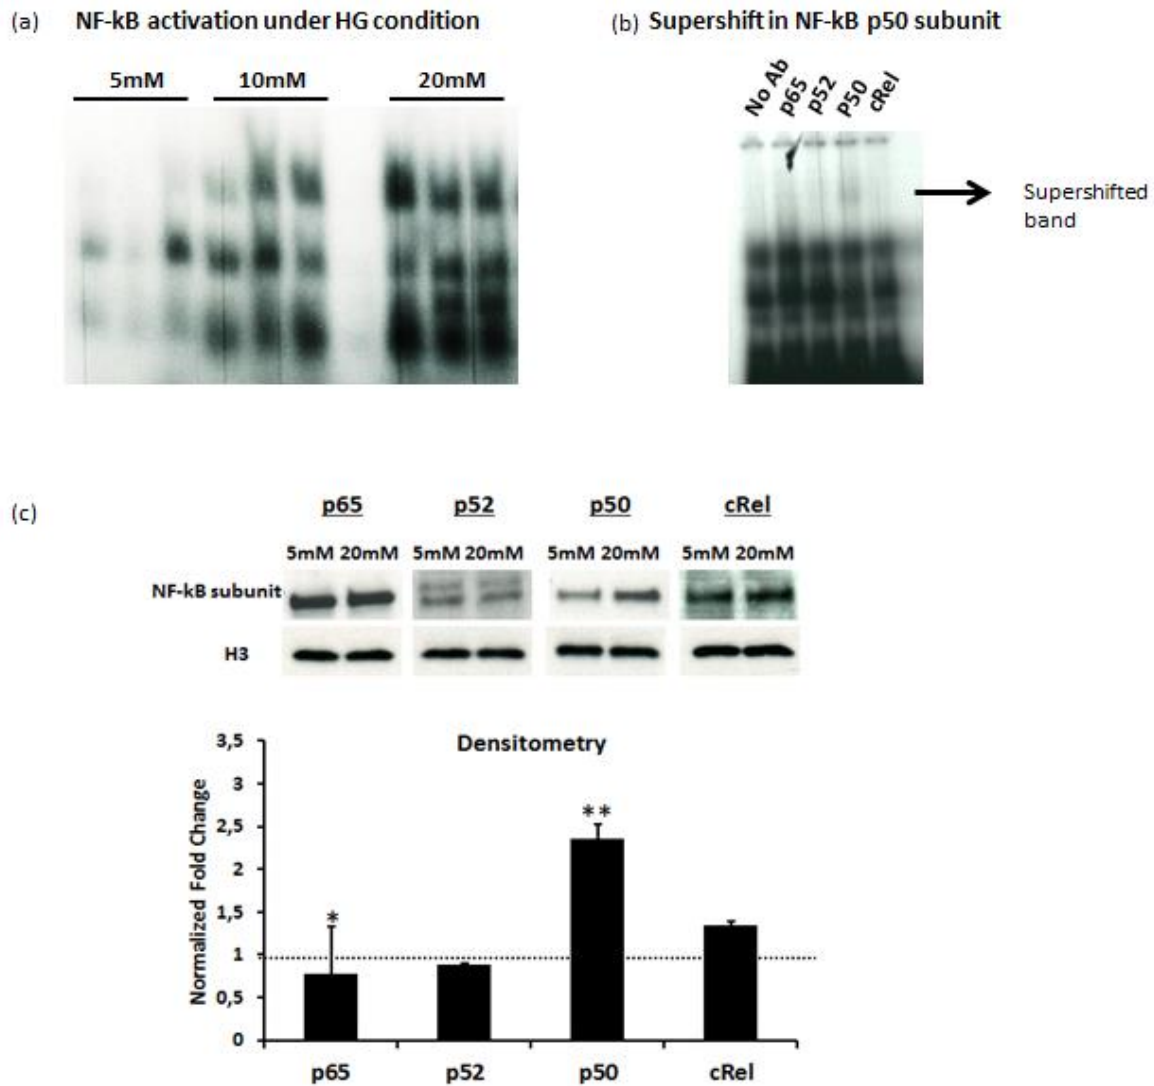 (a) NF-kB activation under HG condition
5mM 10mM 20mM
(b) Supershift in NF-kB p50 subunit
No Ab p65 p52 P50 cRel
Supershifted
band
(c)
p65 p52 p50 cRel
5mM 20mM 5mM 20mM 5mM 20mM 5mM 20mM
NF-kB subunit
H3
Densitometry
Normalized Fold Change
3,5
3
2,5
2
1,5
1
0,5
0
*
**
p65 p52 p50 cRel